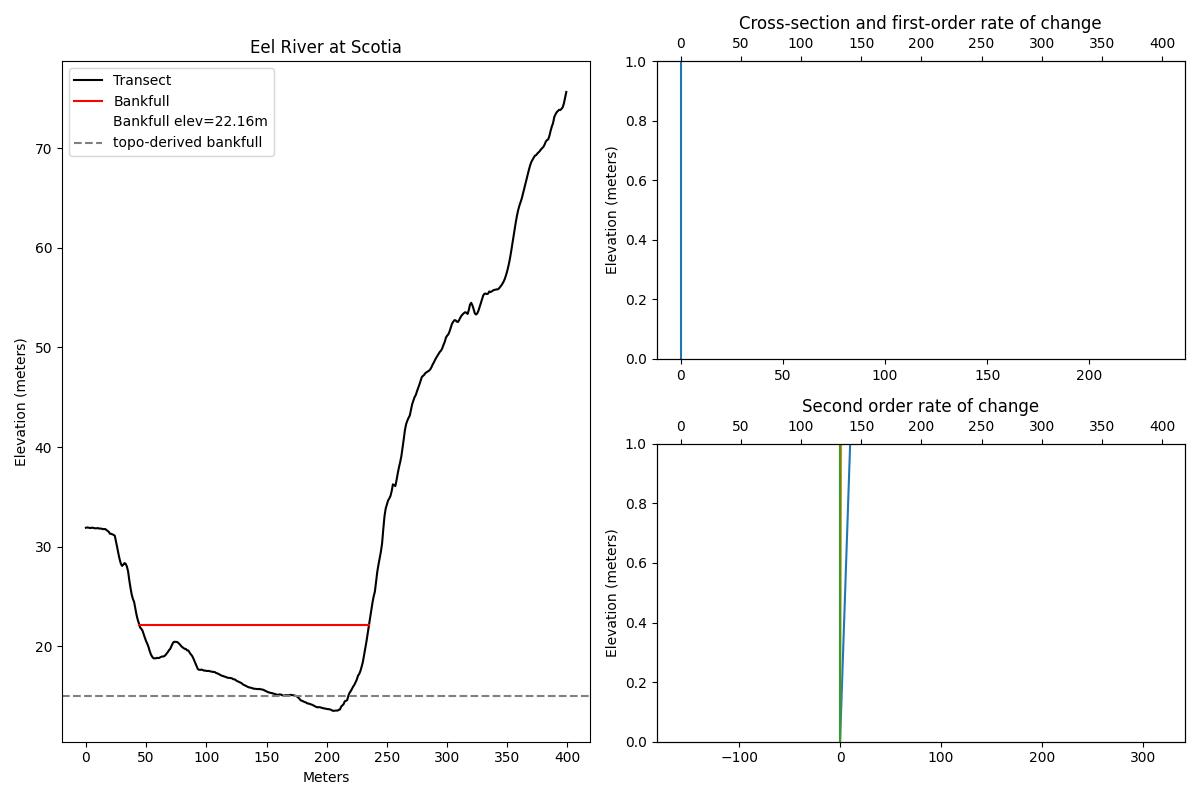 Eel River at Scotia
Transect
Bankfull
Bankfull elev=22.16m
topo-derived bankfull
Elevation (meters)
70
60
50
40
30
20
0 50 100 150 200 250 300 350 400
Meters
Cross-section and first-order rate of change
0 50 100 150 200 250 300 350 400
Elevation (meters)
1.0
0.8
0.6
0.4
0.2
0.0
0 50 100 150 200
Second order rate of change
0 50 100 150 200 250 300 350 400
Elevation (meters)
1.0
0.8
0.6
0.4
0.2
0.0
−100 0 100 200 300